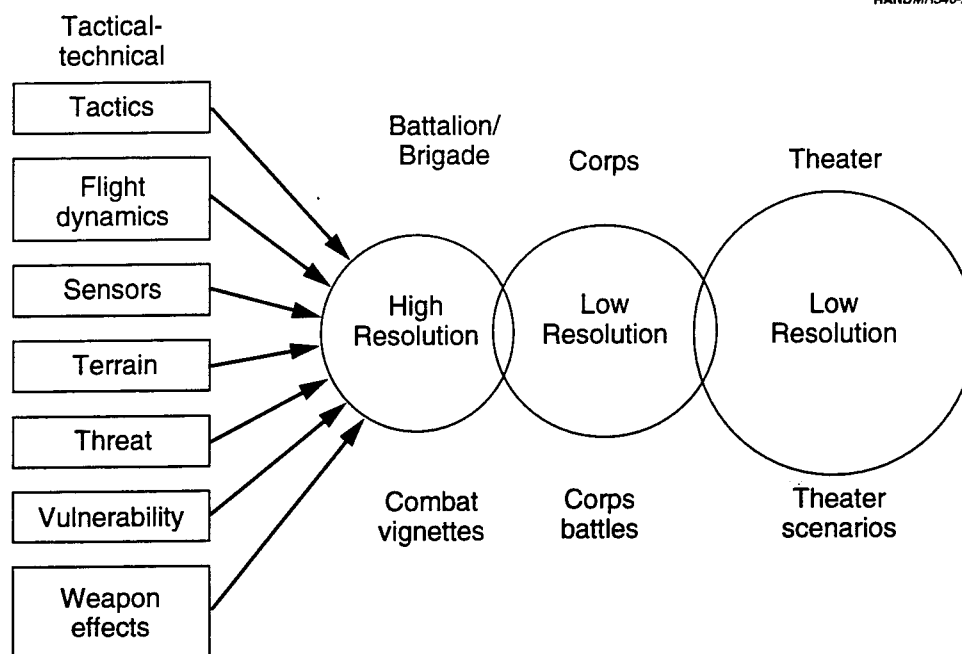 Tactical-
technical
Tactics
Flight
dynamics
Sensors
Terrain
Threat
Vulnerability
Weapon
effects
Battalion/
Brigade
Corps
Theater
High
Resolution
Low
Resolution
Low
Resolution
Combat
vignettes
Corps
battles
Theater
scenarios